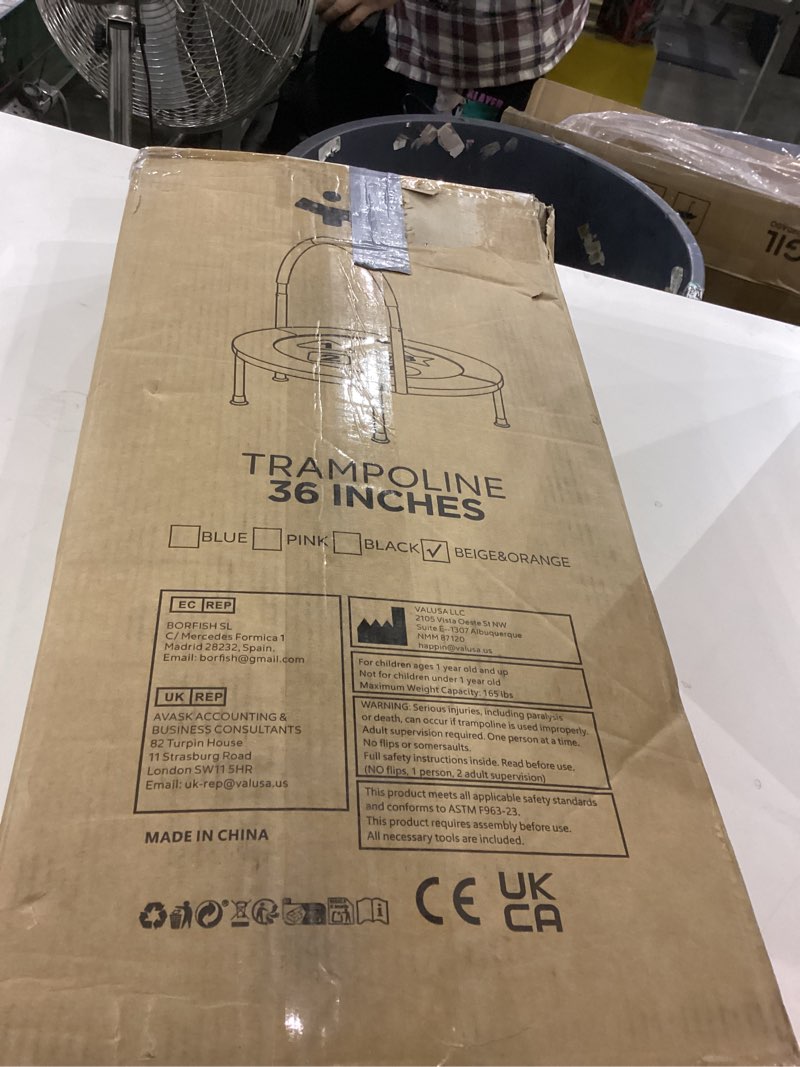 KLAVER
GIL
1
2
TRAMPOLINE
36 INCHES
BLUE PINK BLACK BEIGE&ORANGE
EC REP
BORFISH SL
C/ Mercedes Formica 1
Madrid 28232, Spain.
Email: borfish@gmail.com
UK REP
AVASK ACCOUNTING &
BUSINESS CONSULTANTS
82 Turpin House
11 Strasburg Road
London SW11 5HR
Email: uk-rep@valusa.us
MADE IN CHINA
VALUSA LLC
2105 Vista Oeste St NW
Suite E--1307 Albuquerque
NMM 87120
happin@valusa.us
For children ages 1 year old and up
Not for children under 1 year old
Maximum Weight Capacity: 165 lbs
WARNING: Serious injuries, including paralysis
or death, can occur if trampoline is used improperly.
Adult supervision required. One person at a time.
No flips or somersaults.
Full safety instructions inside. Read before use.
(NO flips, 1 person, 2 adult supervision)
This product meets all applicable safety standards
and conforms to ASTM F963-23.
This product requires assembly before use.
All necessary tools are included.
CE UK
CA